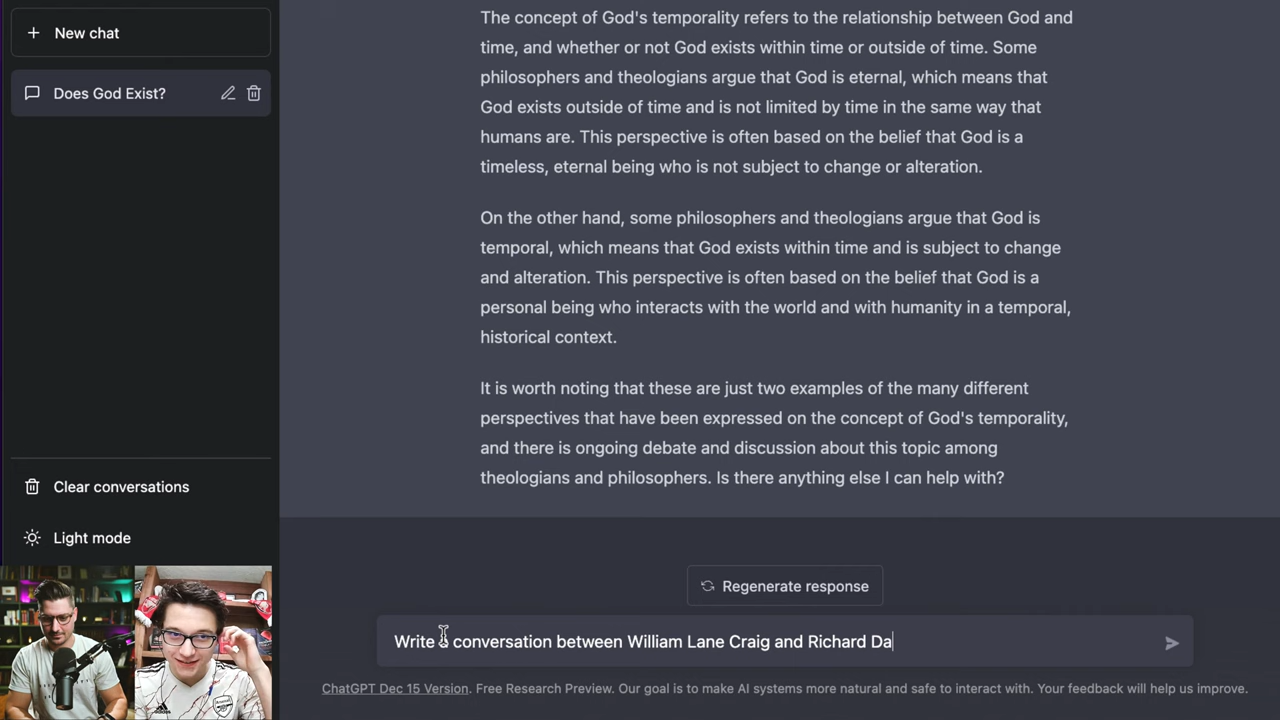 New chat
Does God Exist?
The concept of God's temporality refers to the relationship between God and
time, and whether or not God exists within time or outside of time. Some
philosophers and theologians argue that God is eternal, which means that
God exists outside of time and is not limited by time in the same way that
humans are. This perspective is often based on the belief that God is a
timeless, eternal being who is not subject to change or alteration.
On the other hand, some philosophers and theologians argue that God is
temporal, which means that God exists within time and is subject to change
and alteration. This perspective is often based on the belief that God is a
personal being who interacts with the world and with humanity in a temporal,
historical context.
It is worth noting that these are just two examples of the many different
perspectives that have been expressed on the concept of God's temporality,
and there is ongoing debate and discussion about this topic among
theologians and philosophers. Is there anything else I can help with?
Clear conversations
Light mode
Regenerate response
Write a conversation between William Lane Craig and Richard Da
ChatGPT Dec 15 Version. Free Research Preview. Our goal is to make AI systems more natural and safe to interact with. Your feedback will help us improve.
adidas